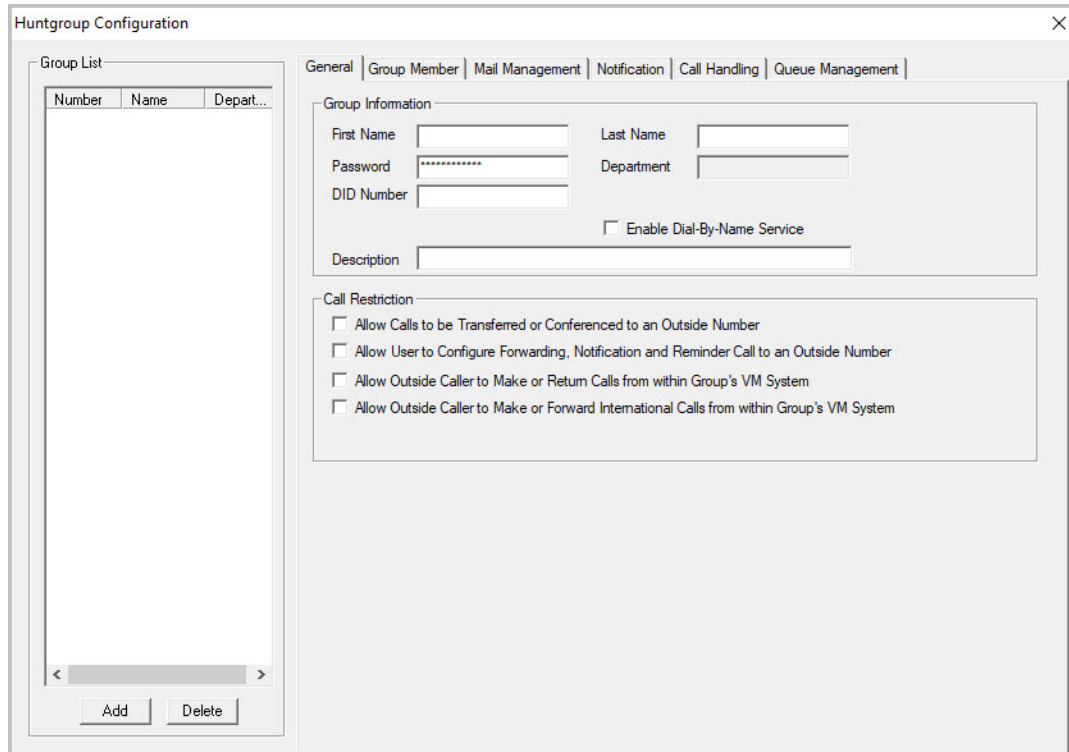 Huntgroup Configuration
Group List
Number Name Depart...
Add Delete
General Group Member Mail Management Notification Call Handling Queue Management
Group Information
First Name Last Name
Password ************ Department
DID Number
Enable Dial-By-Name Service
Description
Call Restriction
Allow Calls to be Transferred or Conferenced to an Outside Number
Allow User to Configure Forwarding, Notification and Reminder Call to an Outside Number
Allow Outside Caller to Make or Return Calls from within Group's VM System
Allow Outside Caller to Make or Forward International Calls from within Group's VM System